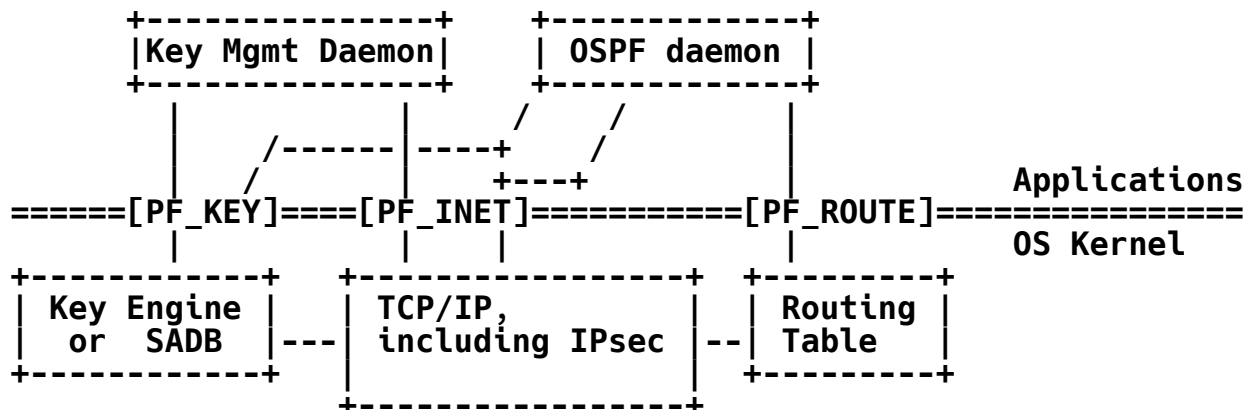 Key Mgmt Daemon OSPF daemon
Applications
[PF_KEY] [PF_INET] [PF_ROUTE]
OS Kernel
Key Engine TCP/IP, Routing
or SADB including IPsec Table